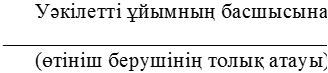 Уәкілетті ұйымның басшысына
(өтініш берушінің толық атауы)